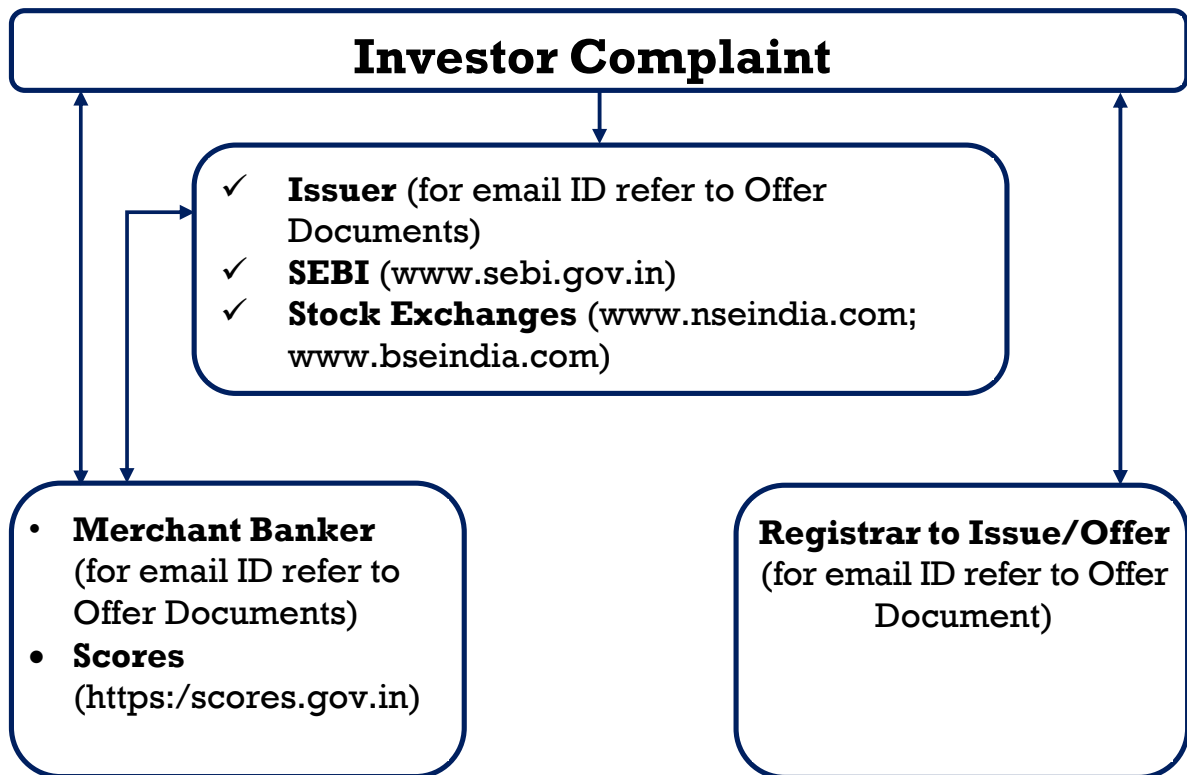 Investor Complaint
✓ Issuer (for email ID refer to Offer
Documents)
✓ SEBI (www.sebi.gov.in)
✓ Stock Exchanges (www.nseindia.com;
www.bseindia.com)
• Merchant Banker
(for email ID refer to
Offer Documents)
• Scores
(https:/scores.gov.in)
Registrar to Issue/Offer
(for email ID refer to Offer
Document)